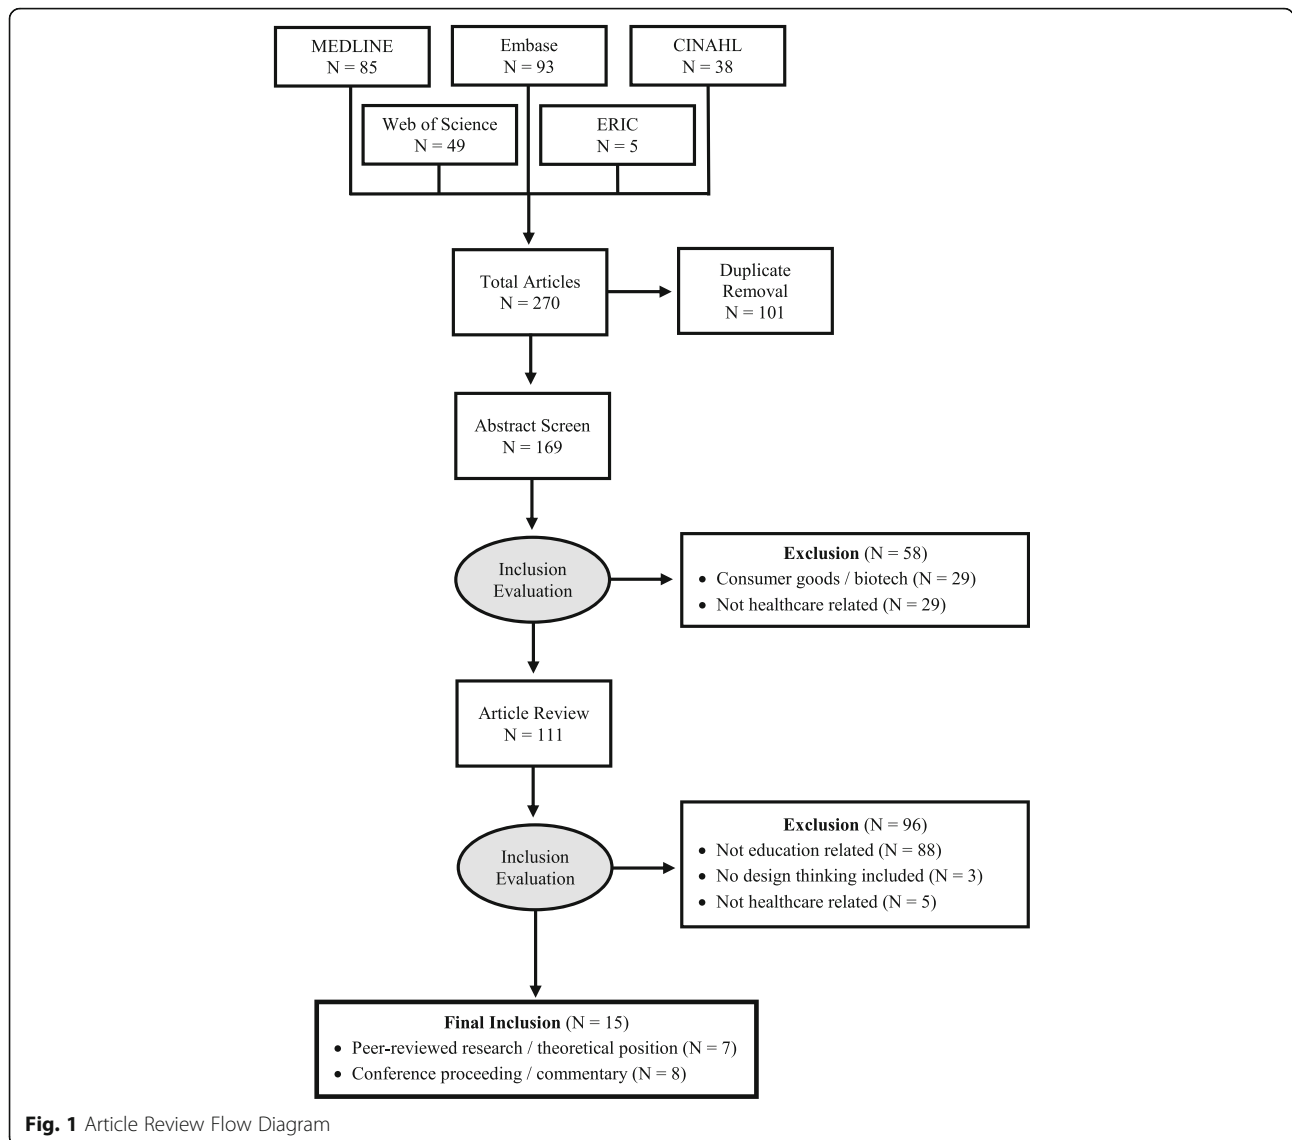 MEDLINE
N = 85
Embase
N = 93
CINAHL
N = 38
Web of Science
N = 49
ERIC
N = 5
Total Articles
N = 270
Duplicate
Removal
N = 101
Abstract Screen
N = 169
Inclusion
Evaluation
Exclusion (N = 58)
• Consumer goods / biotech (N = 29)
• Not healthcare related (N = 29)
Article Review
N = 111
Inclusion
Evaluation
Exclusion (N = 96)
• Not education related (N = 88)
• No design thinking included (N = 3)
• Not healthcare related (N = 5)
Final Inclusion (N = 15)
• Peer-reviewed research / theoretical position (N = 7)
• Conference proceeding / commentary (N = 8)
Fig. 1 Article Review Flow Diagram